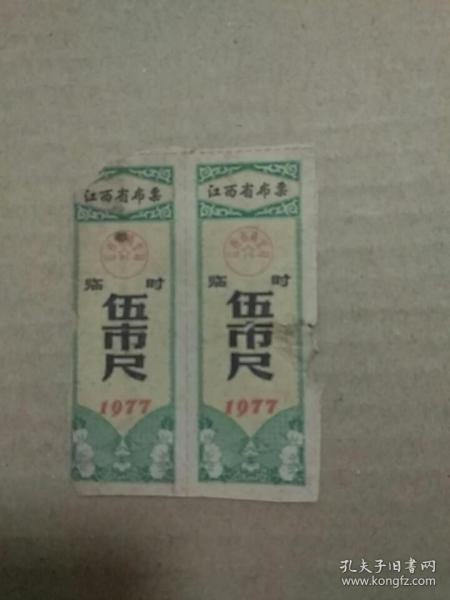 江西省布票
临时
伍市尺
1977
江西省布票
临时
伍市尺
1977
孔夫子旧书网
www.kongfz.com